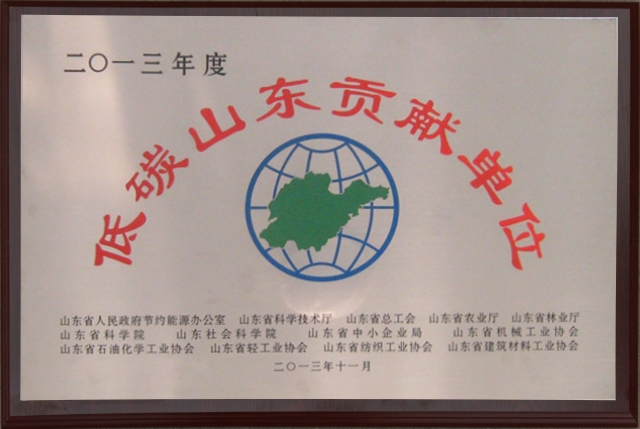 二〇一三年度
低碳山东贡献单位
山东省人民政府节约能源办公室 山东省科学技术厅 山东省总工会 山东省农业厅 山东省林业厅
山东省科学院 山东社会科学院 山东省中小企业局 山东省机械工业协会
山东省石油化学工业协会 山东省轻工业协会 山东省纺织工业协会 山东省建筑材料工业协会
二〇一三年十一月